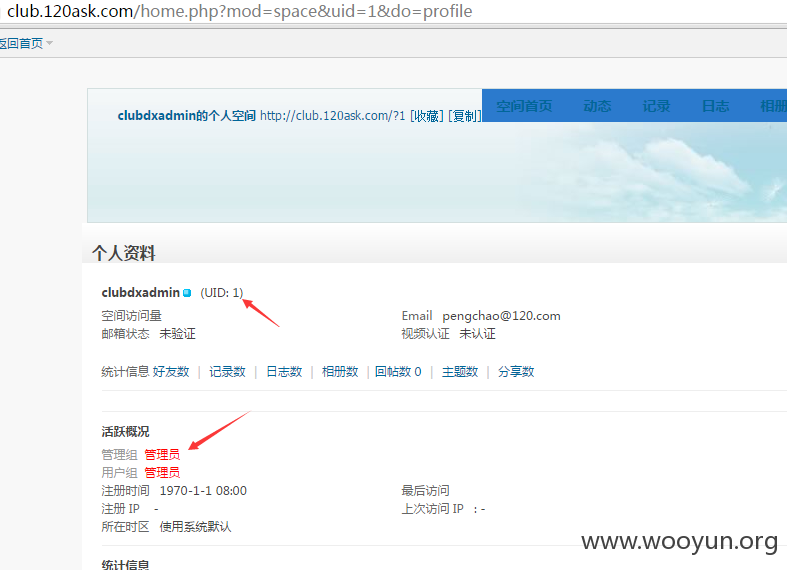 club.120ask.com/home.php?mod=space&uid=1&do=profile
返回首页
clubdxadmin的个人空间 http://club.120ask.com/?1 [收藏] [复制] 空间首页 动态 记录 日志 相册
个人资料
clubdxadmin (UID: 1)
空间访问量 Email pengchao@120.com
邮箱状态 未验证 视频认证 未认证
统计信息 好友数 | 记录数 | 日志数 | 相册数 | 回帖数 0 | 主题数 | 分享数
活跃概况
管理组 管理员
用户组 管理员
注册时间 1970-1-1 08:00 最后访问
注册 IP - 上次访问 IP : -
所在时区 使用系统默认
统计信息
www.wooyun.org